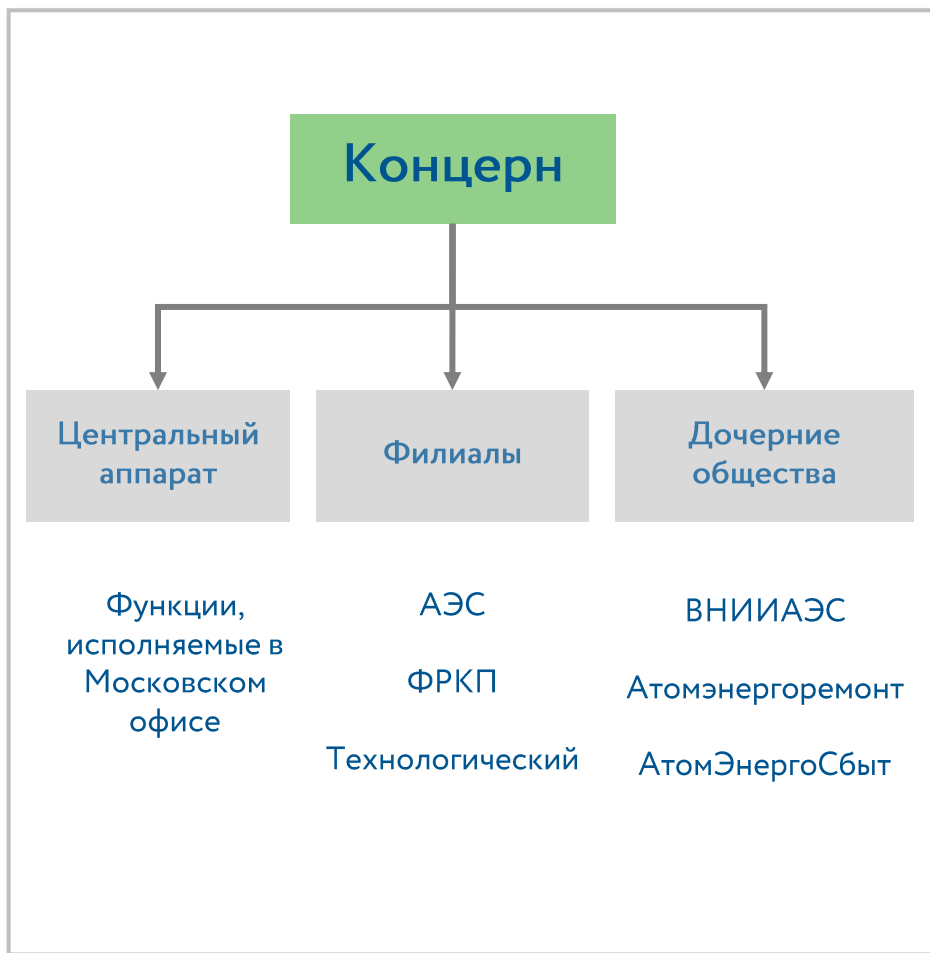 Концерн
Центральный
аппарат
Филиалы
Дочерние
общества
Функции,
исполняемые в
Московском
офисе
АЭС
ФРКП
Технологический
ВНИИАЭС
Атомэнергоремонт
АтомЭнергоСбыт